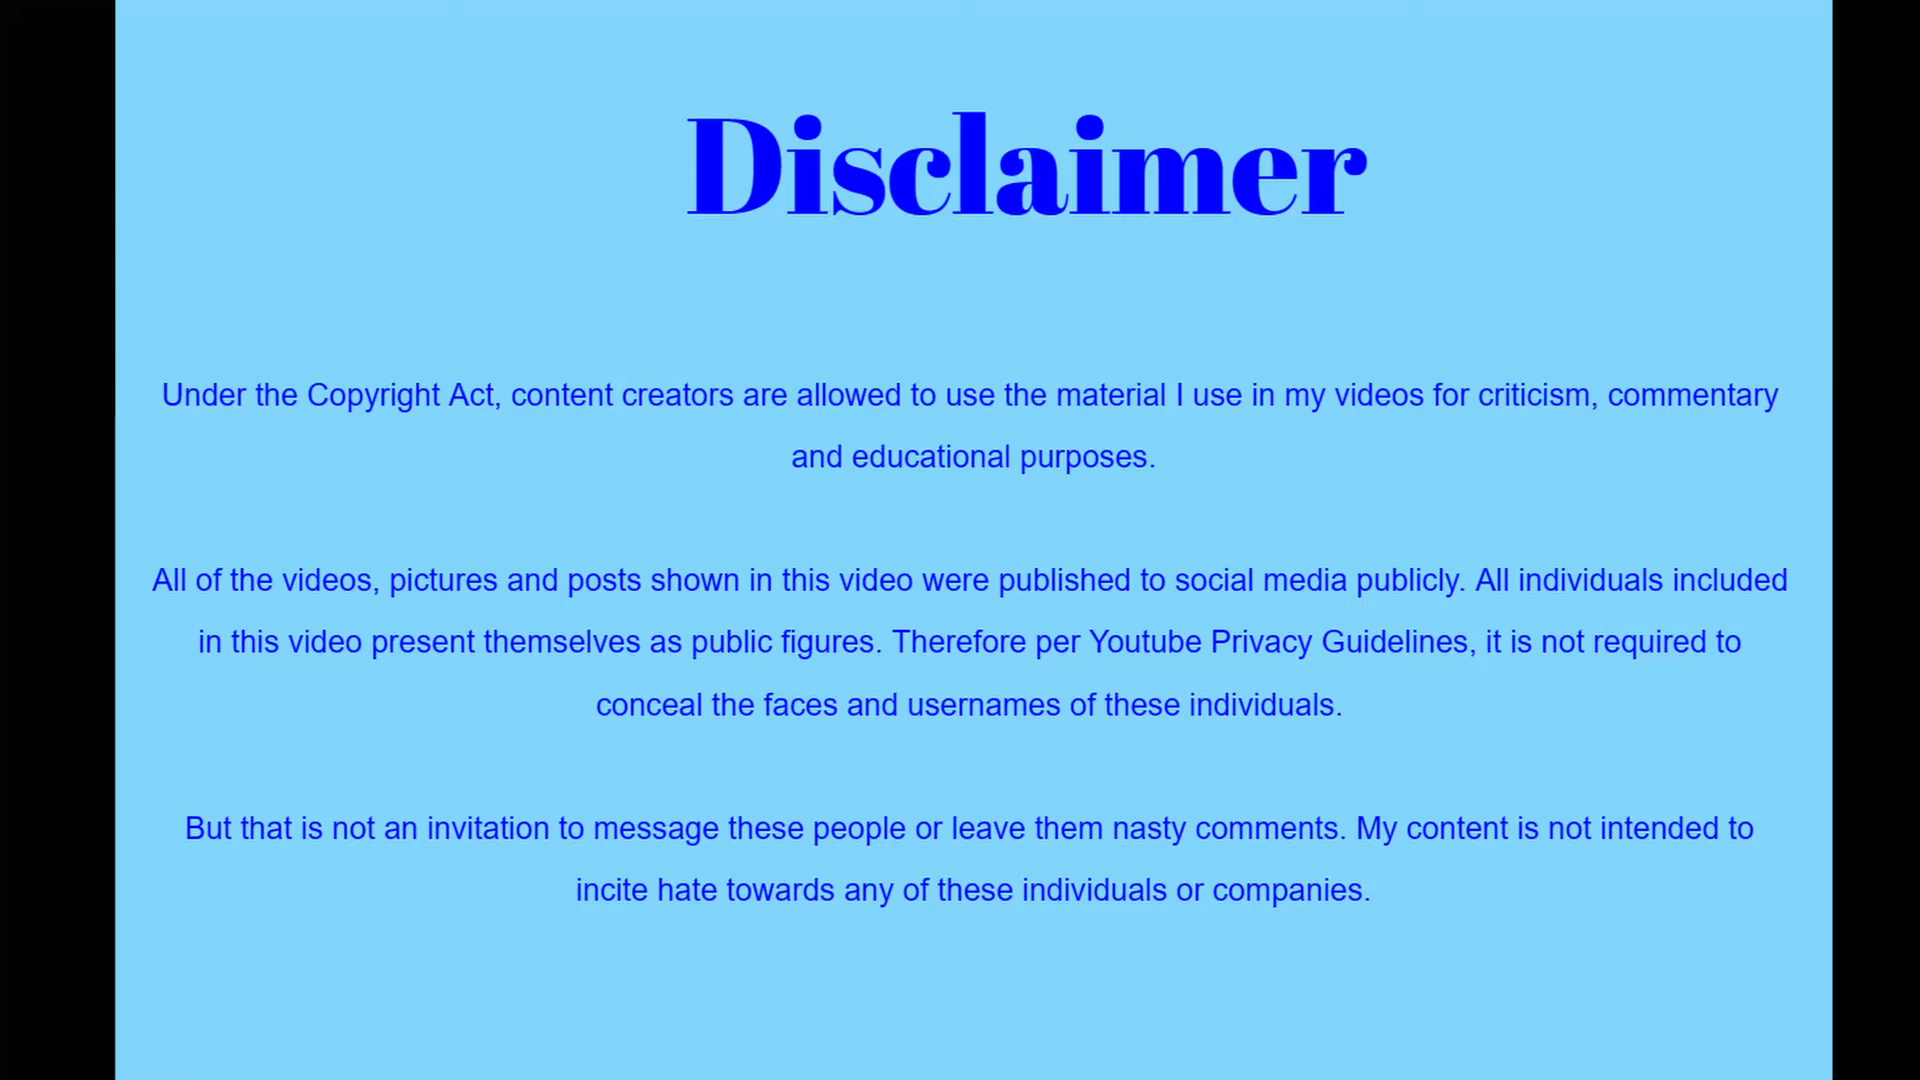 Disclaimer
Under the Copyright Act, content creators are allowed to use the material I use in my videos for criticism, commentary
and educational purposes.
All of the videos, pictures and posts shown in this video were published to social media publicly. All individuals included
in this video present themselves as public figures. Therefore per Youtube Privacy Guidelines, it is not required to
conceal the faces and usernames of these individuals.
But that is not an invitation to message these people or leave them nasty comments. My content is not intended to
incite hate towards any of these individuals or companies.